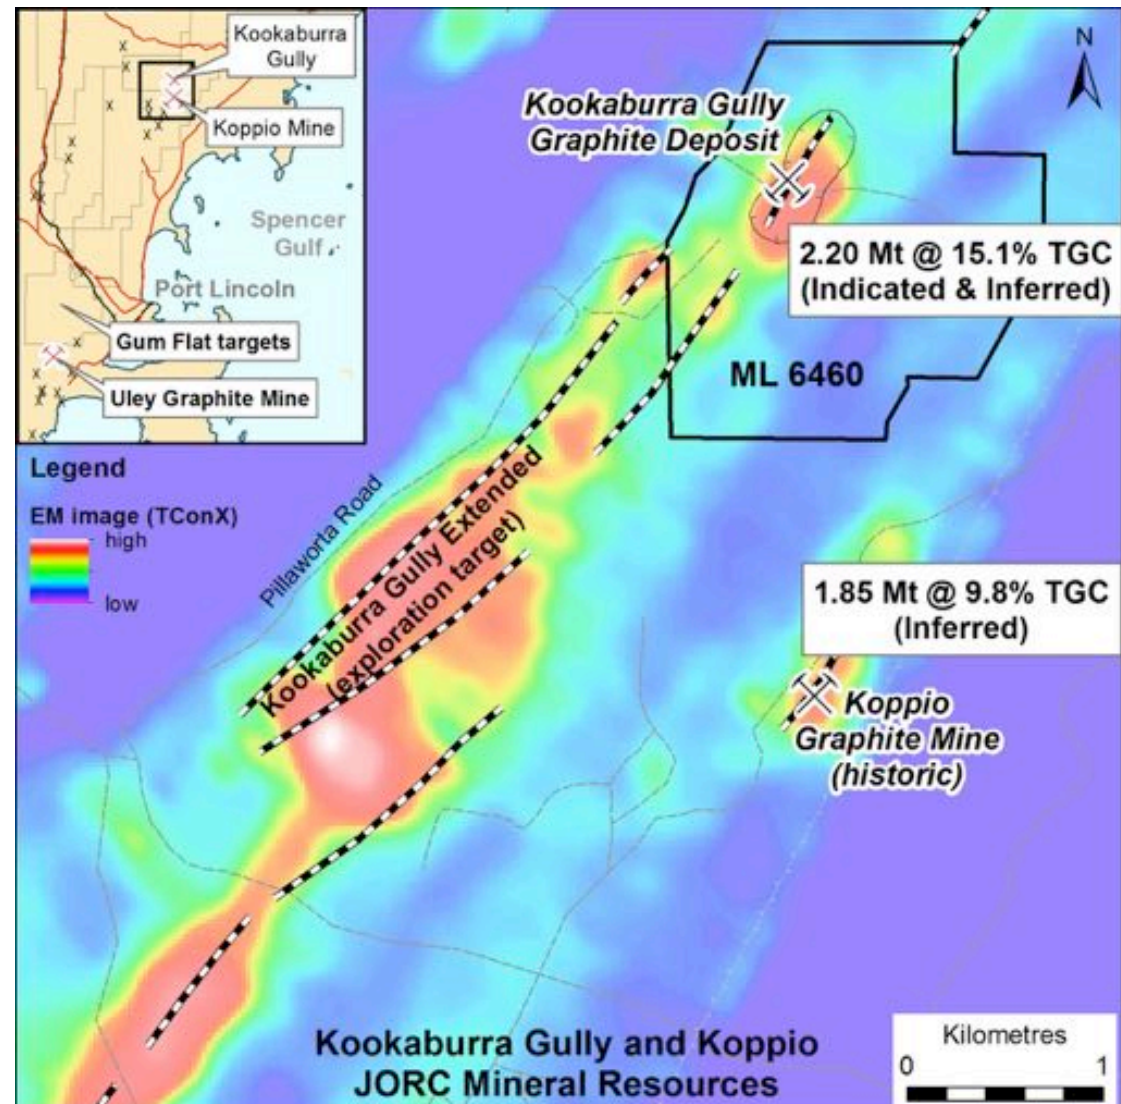 Kookaburra
Gully
Koppio Mine
Spencer
Gulf
Port Lincoln
Gum Flat targets
Uley Graphite Mine
N
Kookaburra Gully
Graphite Deposit
2.20 Mt @ 15.1% TGC
(Indicated & Inferred)
ML 6460
Legend
EM image (TConX)
high
low
Pillaworta Road
Kookaburra Gully Extended
(exploration target)
1.85 Mt @ 9.8% TGC
(Inferred)
Koppio
Graphite Mine
(historic)
Kookaburra Gully and Koppio
JORC Mineral Resources
Kilometres
0 1